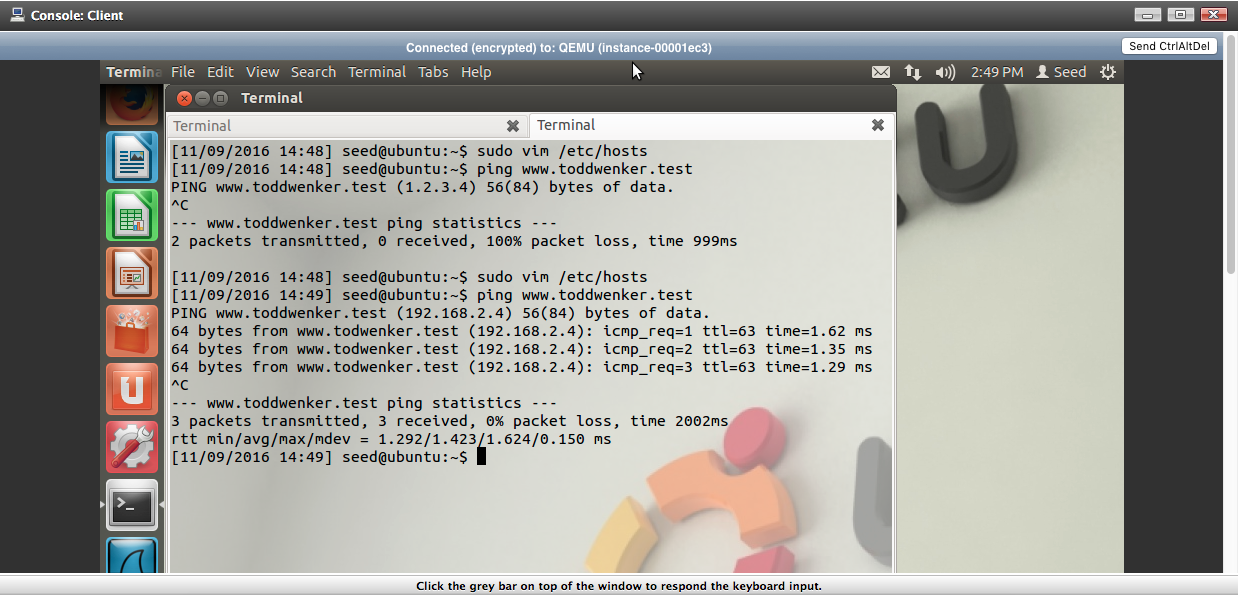 Console: Client
Connected (encrypted) to: QEMU (instance-00001ec3)
Send CtrlAltDel
Termina File Edit View Search Terminal Tabs Help 2:49 PM Seed
Terminal
Terminal Terminal
[11/09/2016 14:48] seed@ubuntu:~$ sudo vim /etc/hosts
[11/09/2016 14:48] seed@ubuntu:~$ ping www.toddwenker.test
PING www.toddwenker.test (1.2.3.4) 56(84) bytes of data.
^C
--- www.toddwenker.test ping statistics ---
2 packets transmitted, 0 received, 100% packet loss, time 999ms
[11/09/2016 14:48] seed@ubuntu:~$ sudo vim /etc/hosts
[11/09/2016 14:49] seed@ubuntu:~$ ping www.toddwenker.test
PING www.toddwenker.test (192.168.2.4) 56(84) bytes of data.
64 bytes from www.todwenker.test (192.168.2.4): icmp_req=1 ttl=63 time=1.62 ms
64 bytes from www.todwenker.test (192.168.2.4): icmp_req=2 ttl=63 time=1.35 ms
64 bytes from www.todwenker.test (192.168.2.4): icmp_req=3 ttl=63 time=1.29 ms
^C
--- www.toddwenker.test ping statistics ---
3 packets transmitted, 3 received, 0% packet loss, time 2002ms
rtt min/avg/max/mdev = 1.292/1.423/1.624/0.150 ms
[11/09/2016 14:49] seed@ubuntu:~$
Click the grey bar on top of the window to respond the keyboard input.